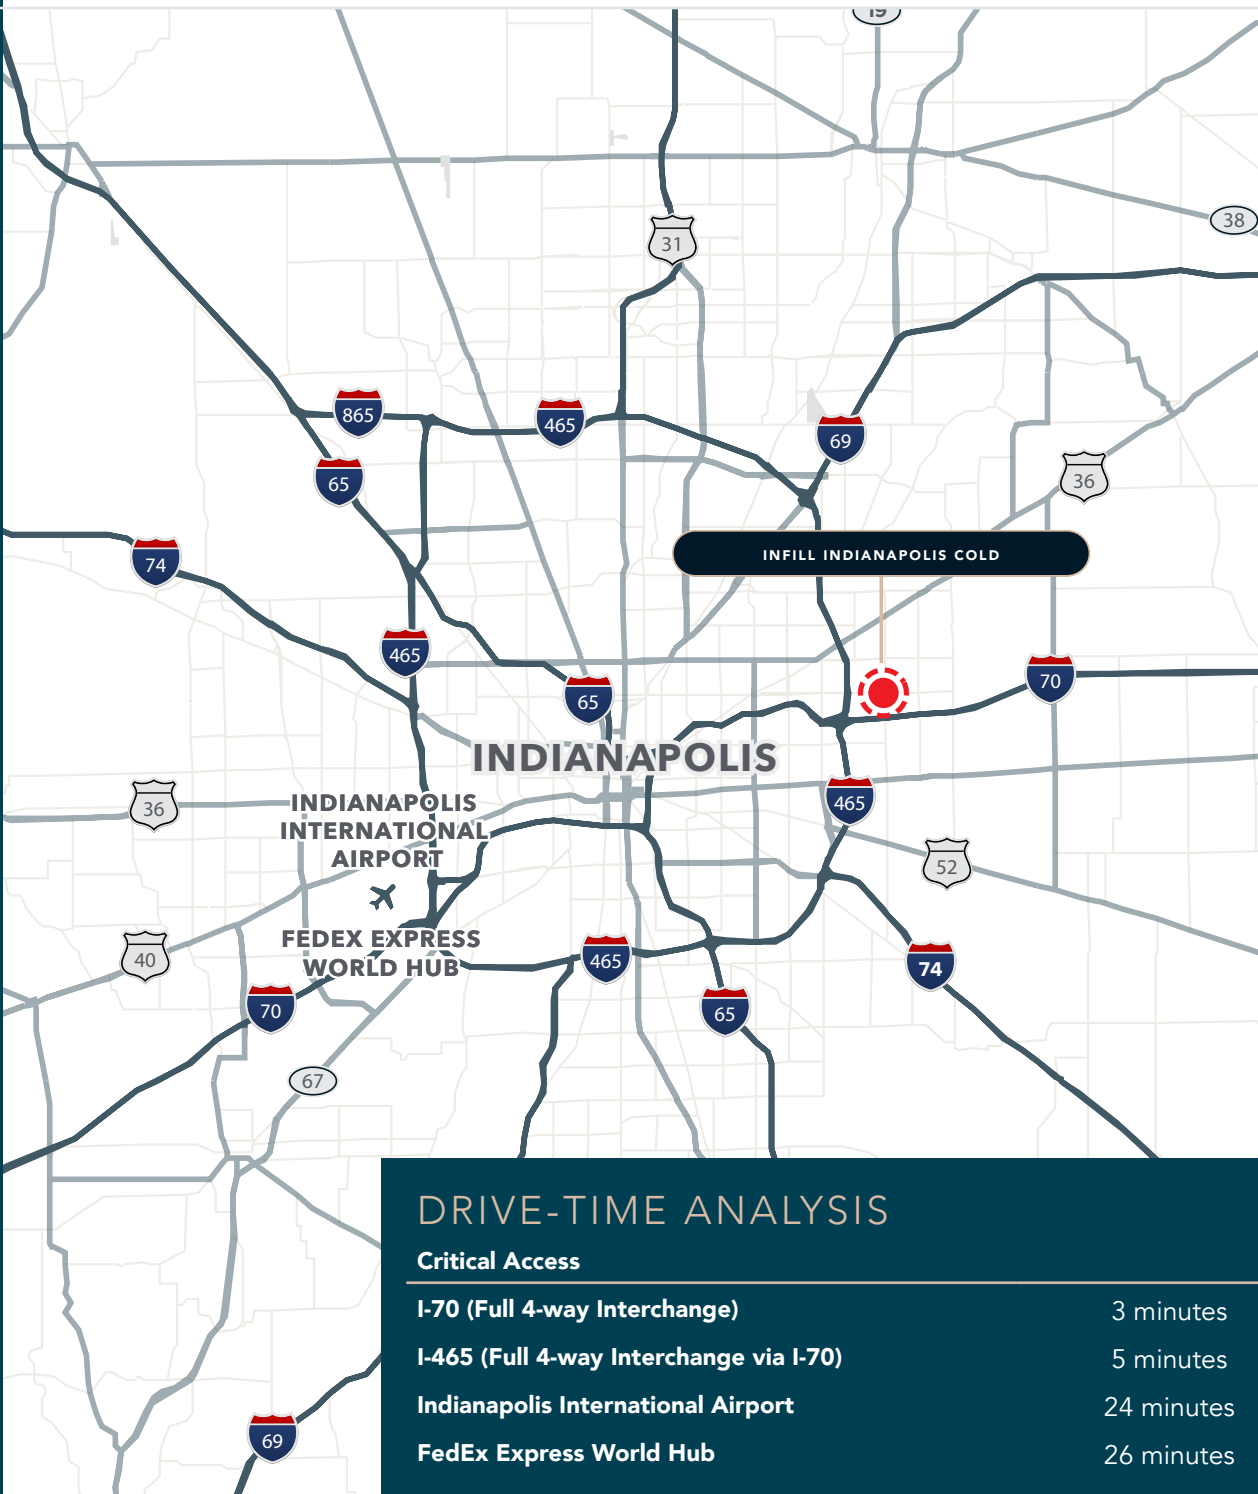 19
38
31
865
465
69
65
36
74
INFILL INDIANAPOLIS COLD
465
70
65
INDIANAPOLIS
36
INDIANAPOLIS
INTERNATIONAL
AIRPORT
465
52
FEDEX EXPRESS
WORLD HUB
40
465
74
70
65
67
DRIVE-TIME ANALYSIS
Critical Access
I-70 (Full 4-way Interchange) 3 minutes
I-465 (Full 4-way Interchange via I-70) 5 minutes
Indianapolis International Airport 24 minutes
FedEx Express World Hub 26 minutes
69